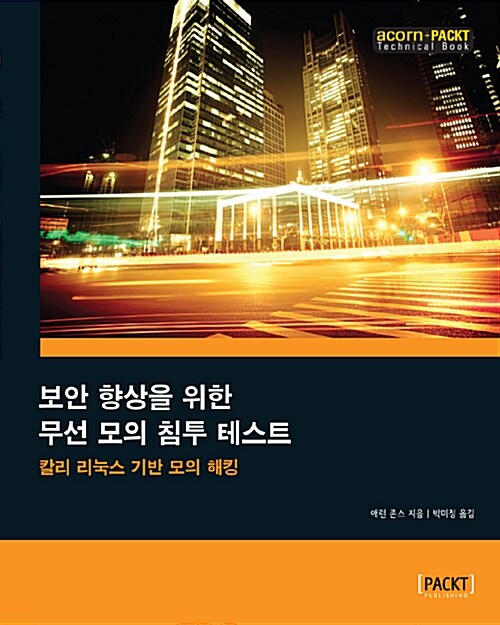 acorn+PACKT
Technical Book
보안 향상을 위한
무선 모의 침투 테스트
칼리 리눅스 기반 모의 해킹
애런 존스 지음 | 박미정 옮김
[PACKT]
PUBLISHING